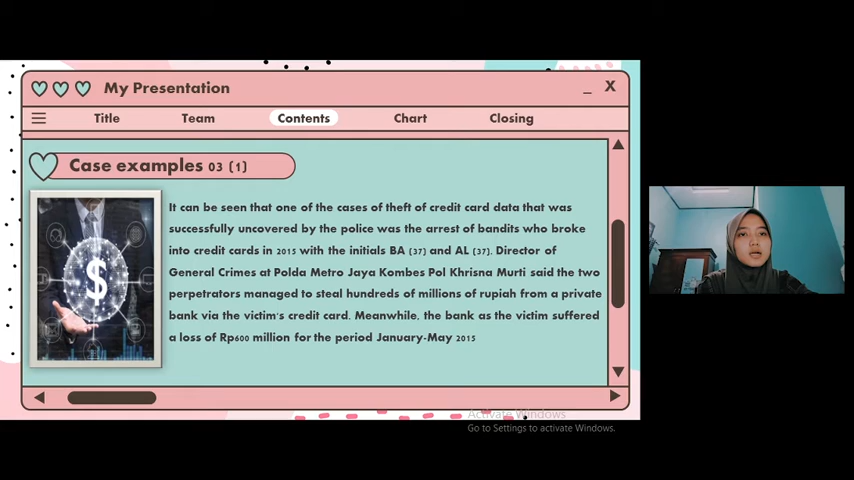 My Presentation
_ X
Title Team Contents Chart Closing
Case examples 03 (1)
It can be seen that one of the cases of theft of credit card data that was
successfully uncovered by the police was the arrest of bandits who broke
into credit cards in 2015 with the initials BA (37) and AL (37). Director of
General Crimes at Polda Metro Jaya Kombes Pol Khrisna Murti said the two
perpetrators managed to steal hundreds of millions of rupiah from a private
bank via the victim's credit card. Meanwhile, the bank as the victim suffered
a loss of Rp600 million for the period January-May 2015
$
Activate Windows
Go to Settings to activate Windows.